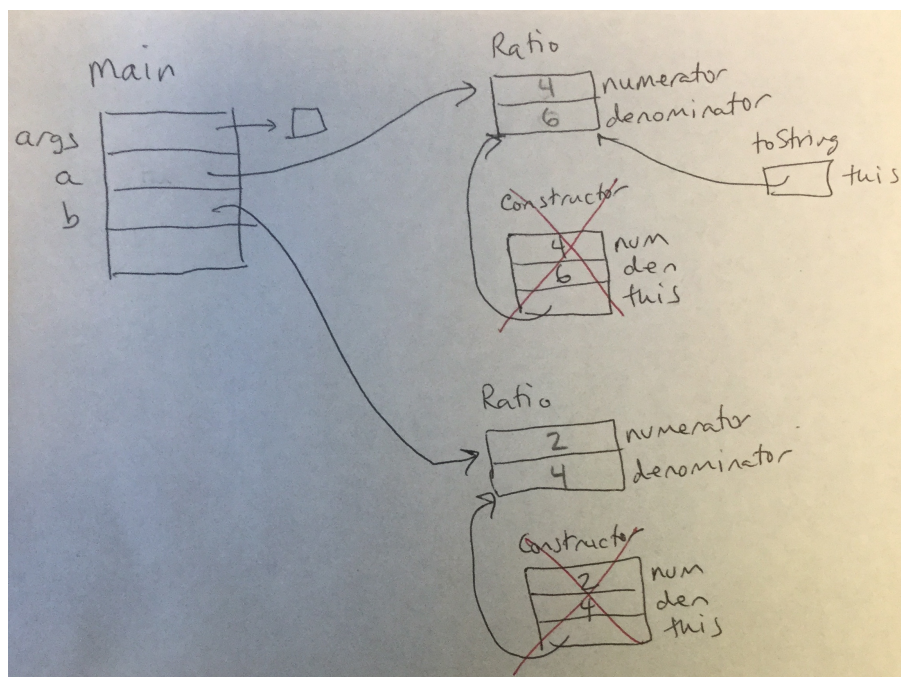 Main
args
a
b
Ratio
4 numerator
6 denominator
toString
this
Constructor
4 num
6 den
this
Ratio
2 numerator
4 denominator
Constructor
2 num
4 den
this